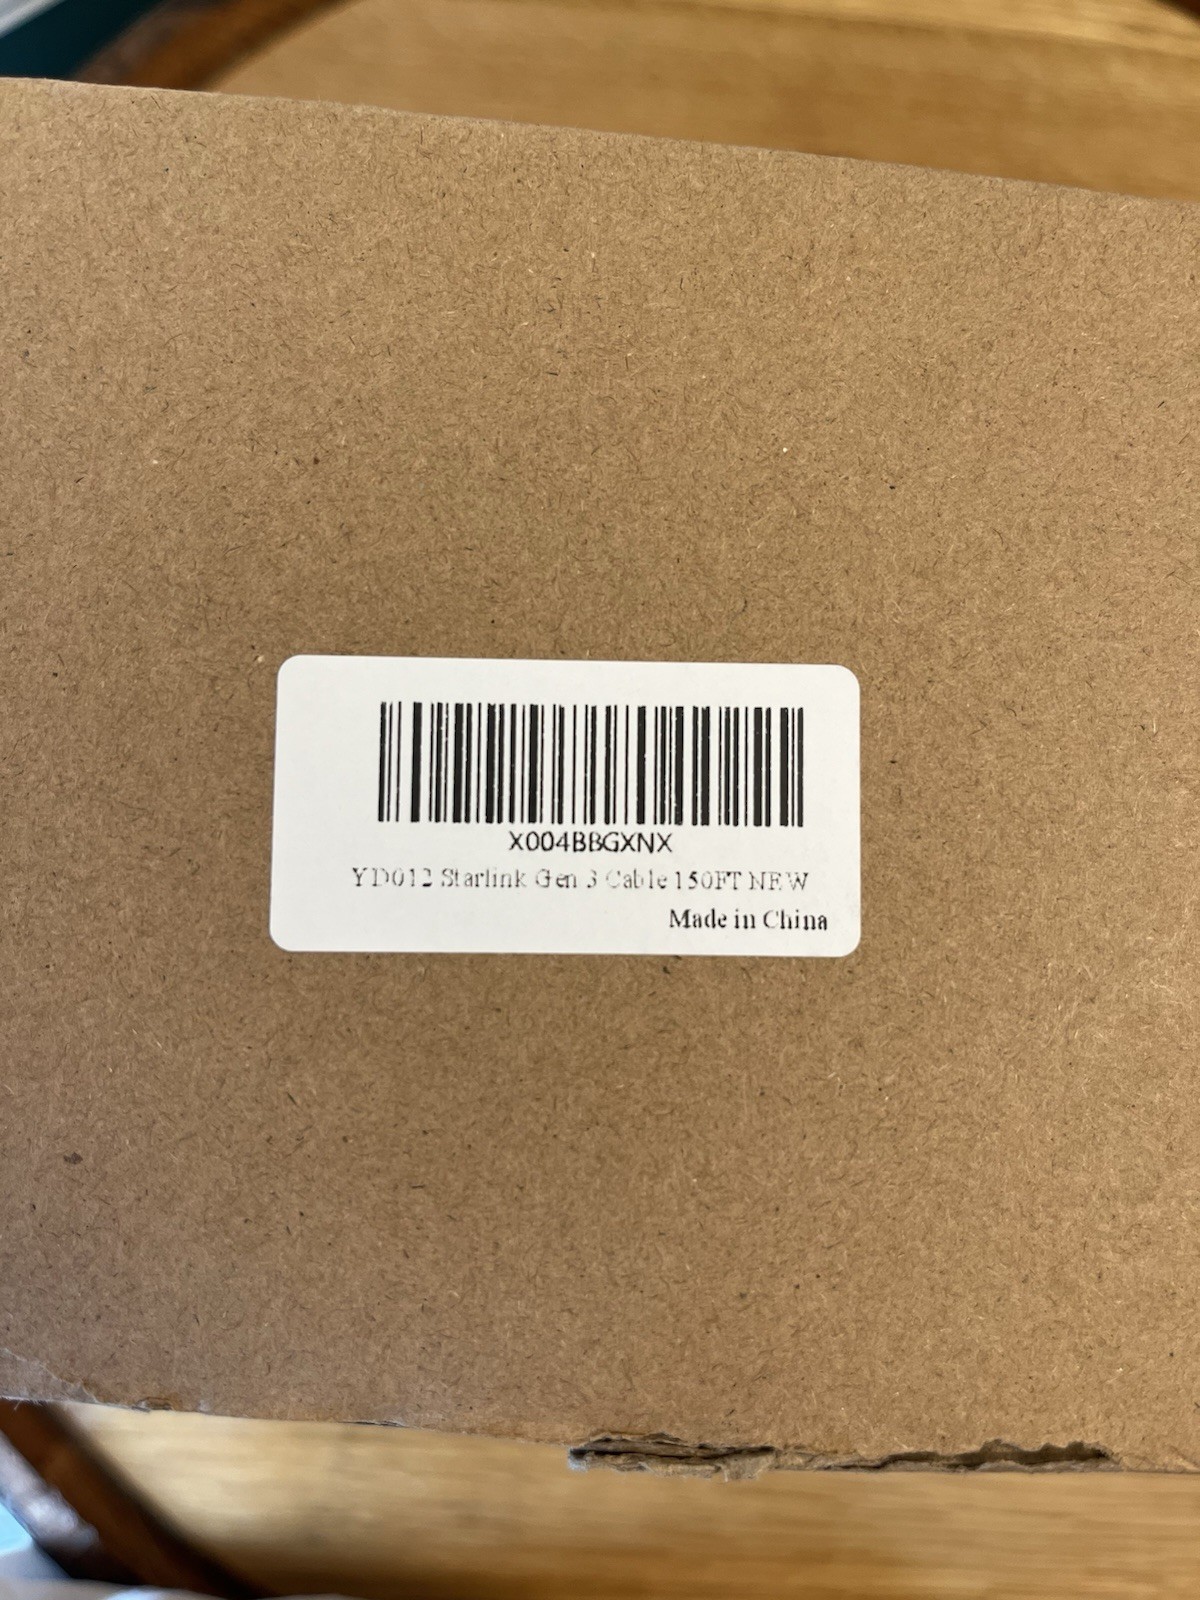 X004BBGXNX
YD012 Starlink Gen 3 Cable 150FT NEW
Made in China